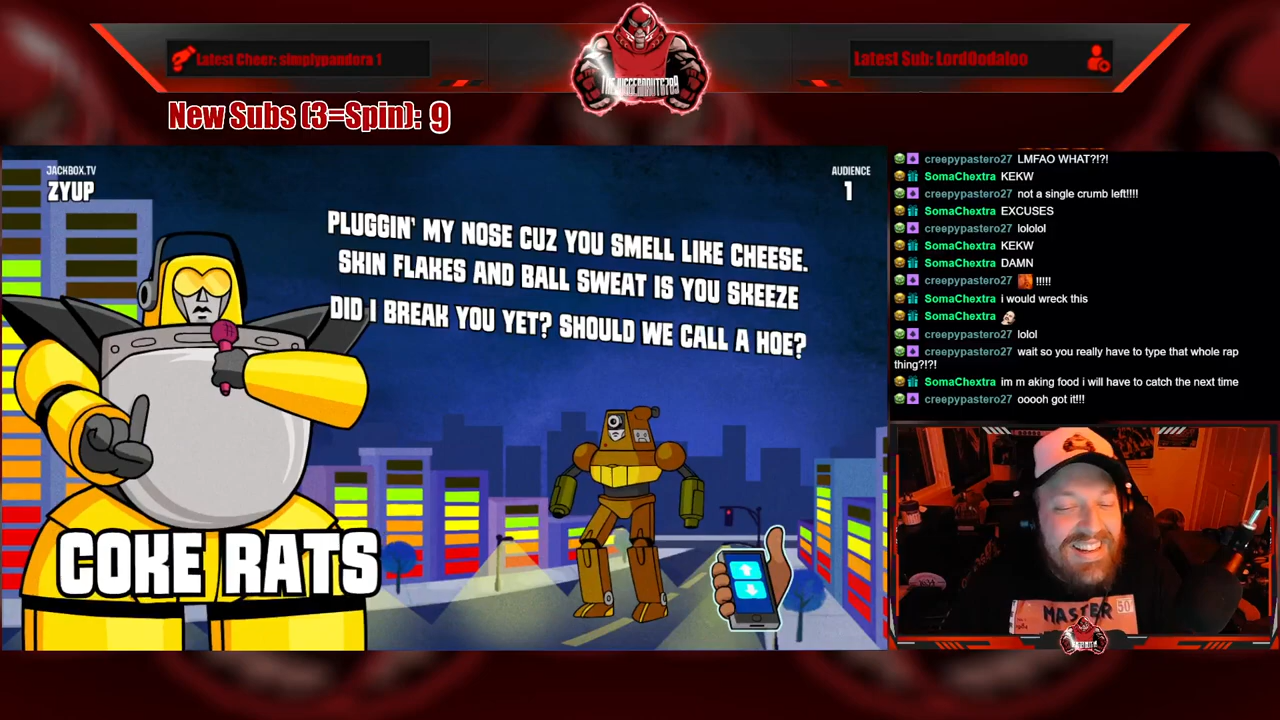 Latest Cheer: simplypandora 1
THEJUGGERNAUT6789
Latest Sub: LordOodaloo
New Subs (3=Spin): 9
JACKBOX.TV
ZYUP
AUDIENCE
1
PLUGGIN' MY NOSE CUZ YOU SMELL LIKE CHEESE.
SKIN FLAKES AND BALL SWEAT IS YOU SKEEZE
DID I BREAK YOU YET? SHOULD WE CALL A HOE?
COKE RATS
creepypastero27 LMFAO WHAT?!?!
SomaChextra KEKW
creepypastero27 not a single crumb left!!!!
SomaChextra EXCUSES
creepypastero27 lololol
SomaChextra KEKW
SomaChextra DAMN
creepypastero27 !!!!!
SomaChextra i would wreck this
SomaChextra
creepypastero27 lolol
creepypastero27 wait so you really have to type that whole rap
thing?!?!
SomaChextra im m aking food i will have to catch the next time
creepypastero27 ooooh got it!!!
MASTER
50